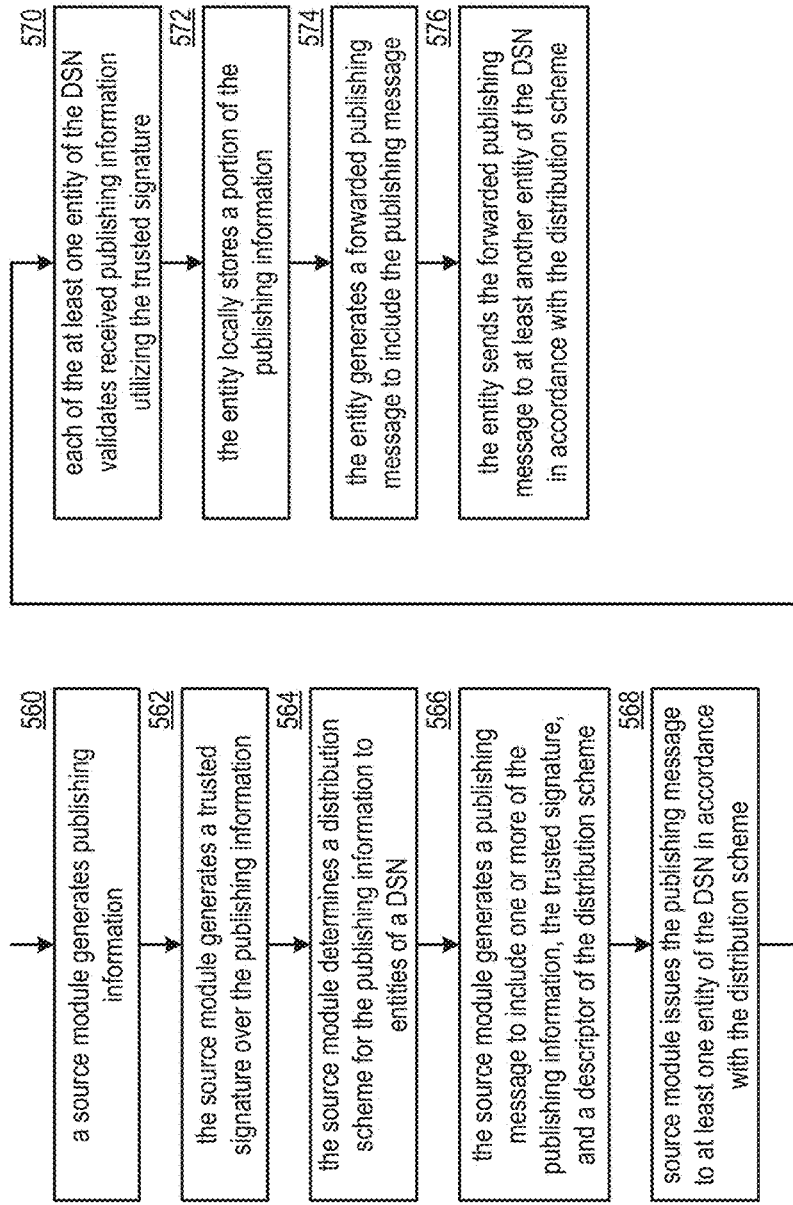 560
a source module generates publishing
information
562
the source module generates a trusted
signature over the publishing information
564
the source module determines a distribution
scheme for the publishing information to
entities of a DSN
566
the source module generates a publishing
message to include one or more of the
publishing information, the trusted signature,
and a descriptor of the distribution scheme
568
source module issues the publishing message
to at least one entity of the DSN in accordance
with the distribution scheme
570
each of the at least one entity of the DSN
validates received publishing information
utilizing the trusted signature
572
the entity locally stores a portion of the
publishing information
574
the entity generates a forwarded publishing
message to include the publishing message
576
the entity sends the forwarded publishing
message to at least another entity of the DSN
in accordance with the distribution scheme